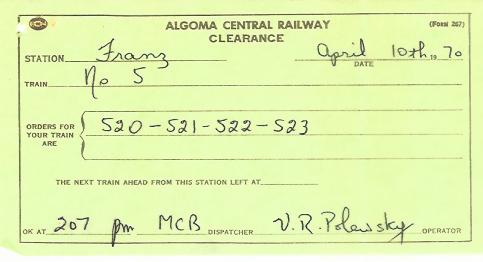 ALGOMA CENTRAL RAILWAY (Form 267)
CLEARANCE
STATION Franz April 10th 19 70
DATE
TRAIN No 5
ORDERS FOR YOUR TRAIN ARE { 520-521-522-523
THE NEXT TRAIN AHEAD FROM THIS STATION LEFT AT
OK AT 207 pm MCB DISPATCHER V.R. Polewsky OPERATOR